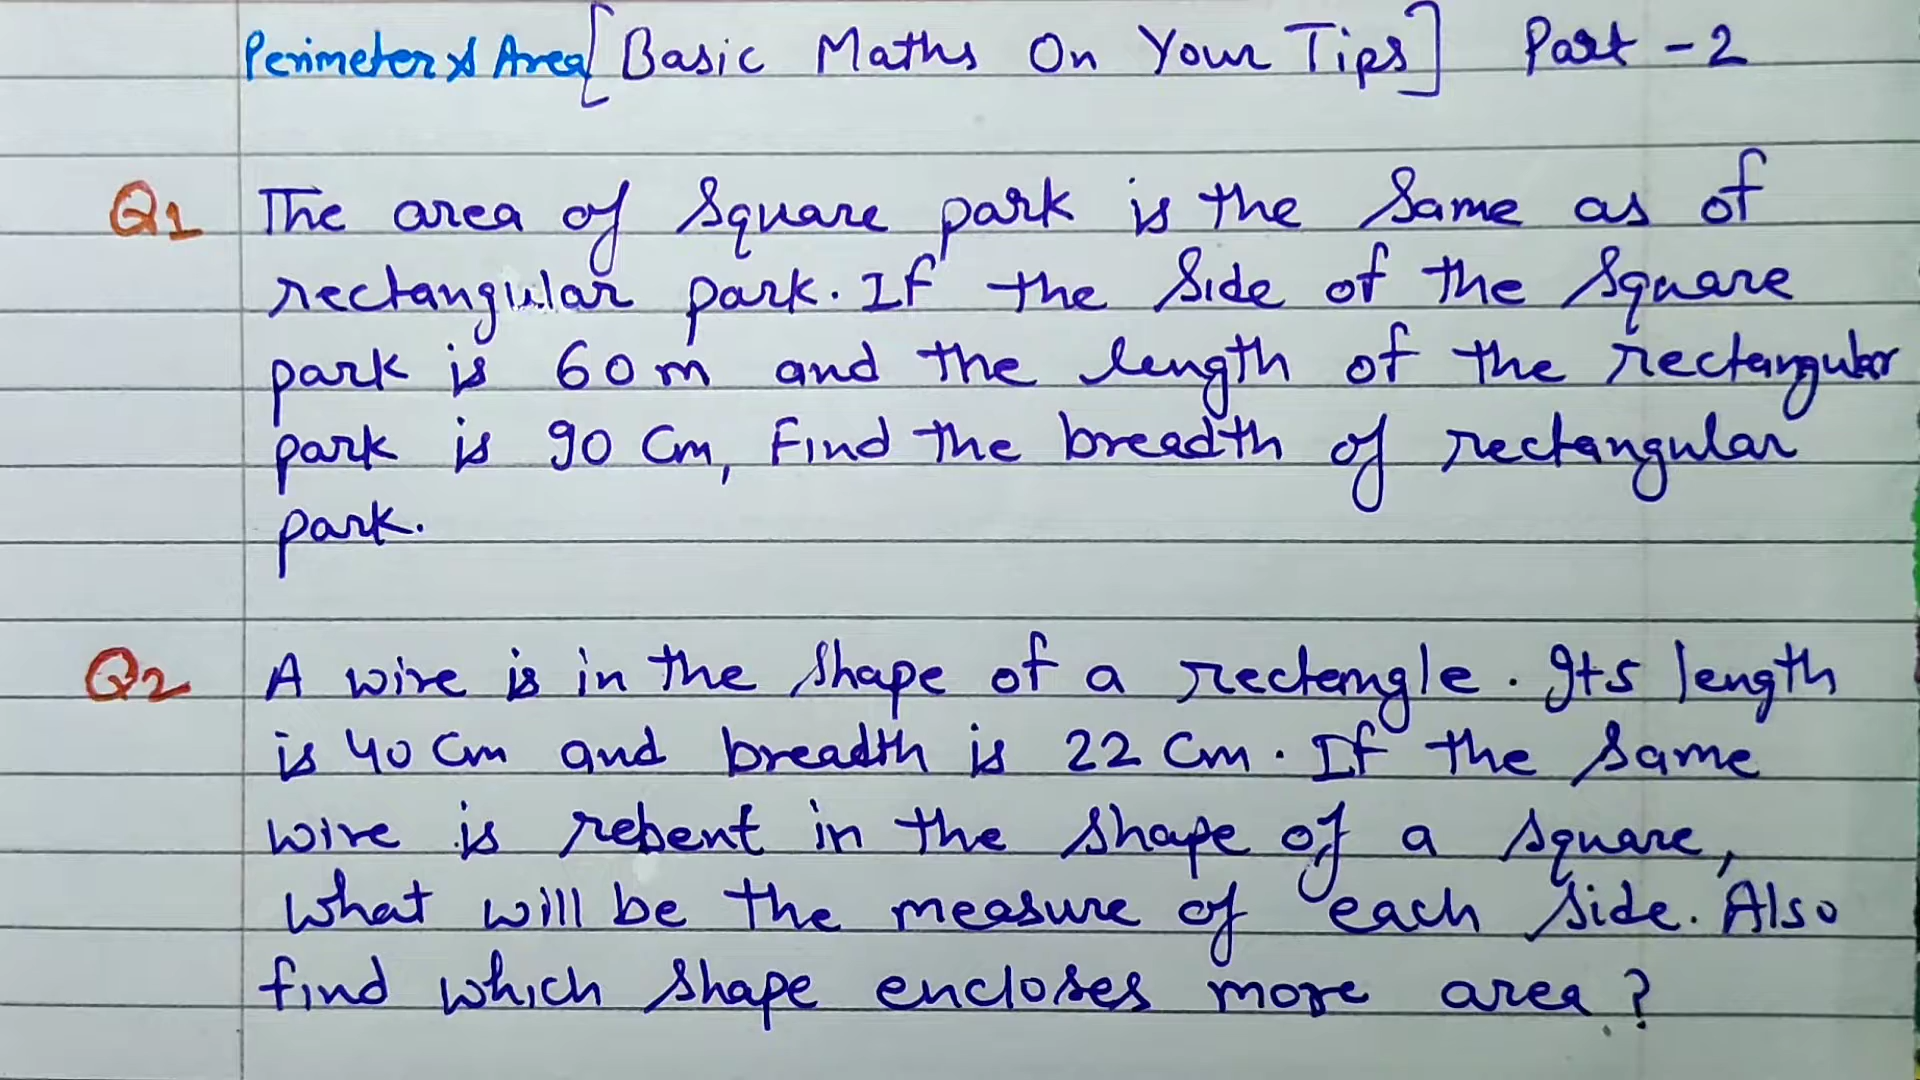 Perimeter & Area [Basic Maths On Your Tips] Part - 2
Q1 The area of square park is the same as of
rectangular park. If the side of the square
park is 60 m and the length of the rectangular
park is 90 cm, Find the breadth of rectangular
park.
Q2 A wire is in the shape of a rectangle. Its length
is 40 cm and breadth is 22 cm. If the same
wire is rebent in the shape of a square,
what will be the measure of each side. Also
find which shape encloses more area?